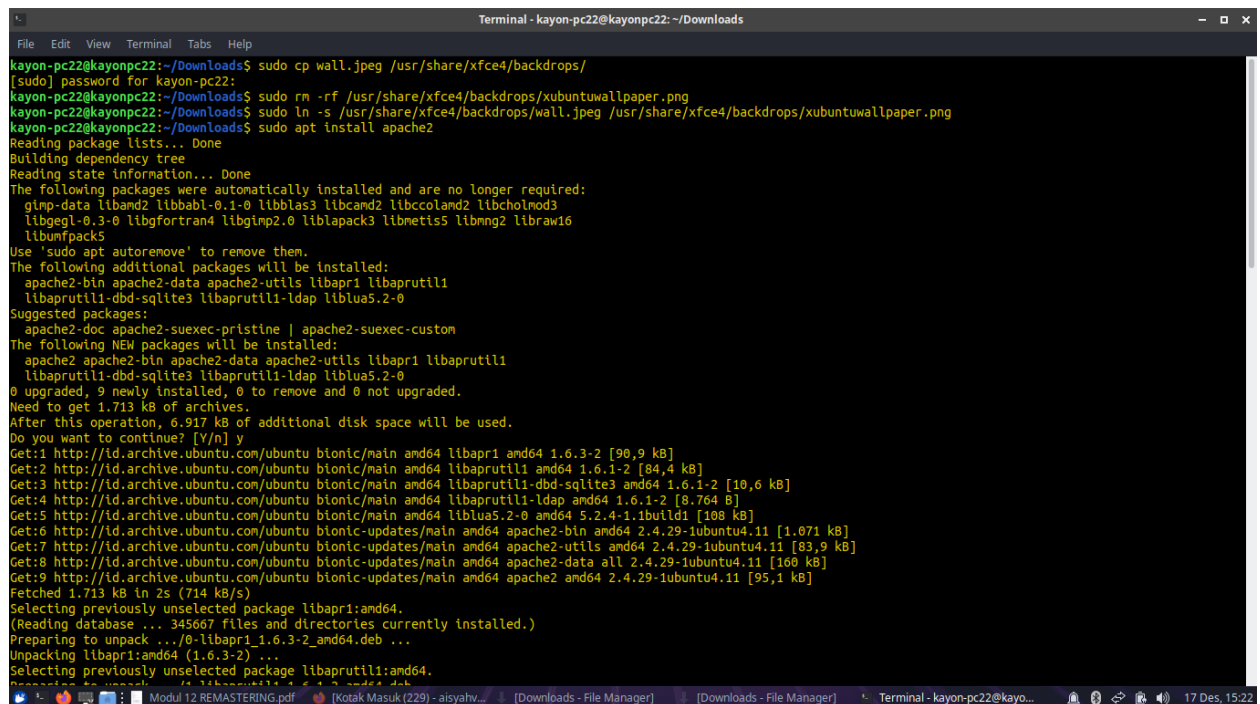 Terminal - kayon-pc22@kayonpc22: ~/Downloads
File Edit View Terminal Tabs Help
kayon-pc22@kayonpc22:~/Downloads$ sudo cp wall.jpeg /usr/share/xfce4/backdrops/
[sudo] password for kayon-pc22:
kayon-pc22@kayonpc22:~/Downloads$ sudo rm -rf /usr/share/xfce4/backdrops/xubuntuwallpaper.png
kayon-pc22@kayonpc22:~/Downloads$ sudo ln -s /usr/share/xfce4/backdrops/wall.jpeg /usr/share/xfce4/backdrops/xubuntuwallpaper.png
kayon-pc22@kayonpc22:~/Downloads$ sudo apt install apache2
Reading package lists... Done
Building dependency tree
Reading state information... Done
The following packages were automatically installed and are no longer required:
gimp-data libamd2 libbabl-0.1-0 libblas3 libcamd2 libccolamd2 libcholmod3
libgegl-0.3-0 libgfortran4 libgimp2.0 liblapack3 libmetis5 libmng2 libraw16
libumfpack5
Use 'sudo apt autoremove' to remove them.
The following additional packages will be installed:
apache2-bin apache2-data apache2-utils libapr1 libaprutil1
libaprutil1-dbd-sqlite3 libaprutil1-ldap liblua5.2-0
Suggested packages:
apache2-doc apache2-suexec-pristine | apache2-suexec-custom
The following NEW packages will be installed:
apache2 apache2-bin apache2-data apache2-utils libapr1 libaprutil1
libaprutil1-dbd-sqlite3 libaprutil1-ldap liblua5.2-0
0 upgraded, 9 newly installed, 0 to remove and 0 not upgraded.
Need to get 1.713 kB of archives.
After this operation, 6.917 kB of additional disk space will be used.
Do you want to continue? [Y/n] y
Get:1 http://id.archive.ubuntu.com/ubuntu bionic/main amd64 libapr1 amd64 1.6.3-2 [90,9 kB]
Get:2 http://id.archive.ubuntu.com/ubuntu bionic/main amd64 libaprutil1 amd64 1.6.1-2 [84,4 kB]
Get:3 http://id.archive.ubuntu.com/ubuntu bionic/main amd64 libaprutil1-dbd-sqlite3 amd64 1.6.1-2 [10,6 kB]
Get:4 http://id.archive.ubuntu.com/ubuntu bionic/main amd64 libaprutil1-ldap amd64 1.6.1-2 [8.764 B]
Get:5 http://id.archive.ubuntu.com/ubuntu bionic/main amd64 liblua5.2-0 amd64 5.2.4-1.1build1 [108 kB]
Get:6 http://id.archive.ubuntu.com/ubuntu bionic-updates/main amd64 apache2-bin amd64 2.4.29-1ubuntu4.11 [1.071 kB]
Get:7 http://id.archive.ubuntu.com/ubuntu bionic-updates/main amd64 apache2-utils amd64 2.4.29-1ubuntu4.11 [83,9 kB]
Get:8 http://id.archive.ubuntu.com/ubuntu bionic-updates/main amd64 apache2-data all 2.4.29-1ubuntu4.11 [160 kB]
Get:9 http://id.archive.ubuntu.com/ubuntu bionic-updates/main amd64 apache2 amd64 2.4.29-1ubuntu4.11 [95,1 kB]
Fetched 1.713 kB in 2s (714 kB/s)
Selecting previously unselected package libapr1:amd64.
(Reading database ... 345667 files and directories currently installed.)
Preparing to unpack .../0-libapr1_1.6.3-2_amd64.deb ...
Unpacking libapr1:amd64 (1.6.3-2) ...
Selecting previously unselected package libaprutil1:amd64.
Modul 12 REMASTERING.pdf [Kotak Masuk (229) - aisyahv... [Downloads - File Manager] [Downloads - File Manager] Terminal - kayon-pc22@kayo... 17 Des, 15:22